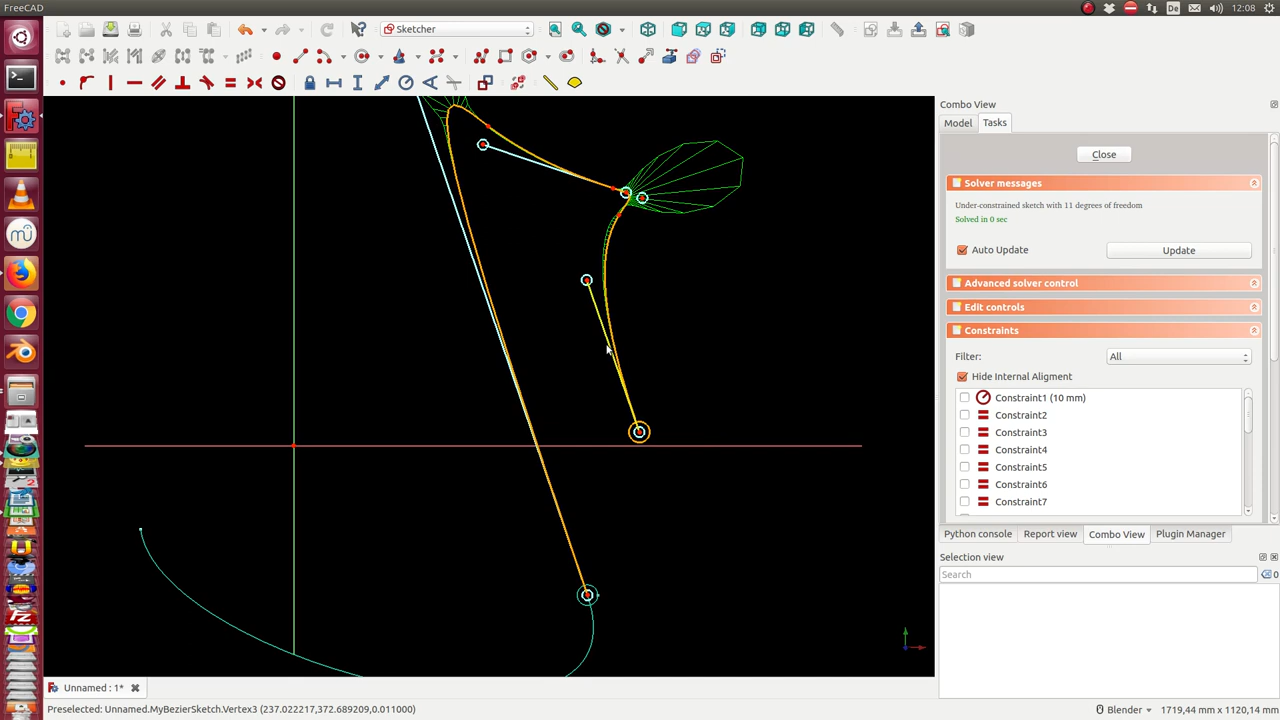 FreeCAD
De
12:08
Sketcher
Combo View
Model
Tasks
Close
Solver messages
Under-constrained sketch with 11 degrees of freedom
Solved in 0 sec
Auto Update
Update
Advanced solver control
Edit controls
Constraints
Filter:
All
Hide Internal Aligment
Constraint1 (10 mm)
Constraint2
Constraint3
Constraint4
Constraint5
Constraint6
Constraint7
Python console
Report view
Combo View
Plugin Manager
Selection view
Search
0
Unnamed : 1*
Preselected: Unnamed.MyBezierSketch.Vertex3 (237.022217,372.689209,0.011000)
Blender
1719,44 mm x 1120,14 mm